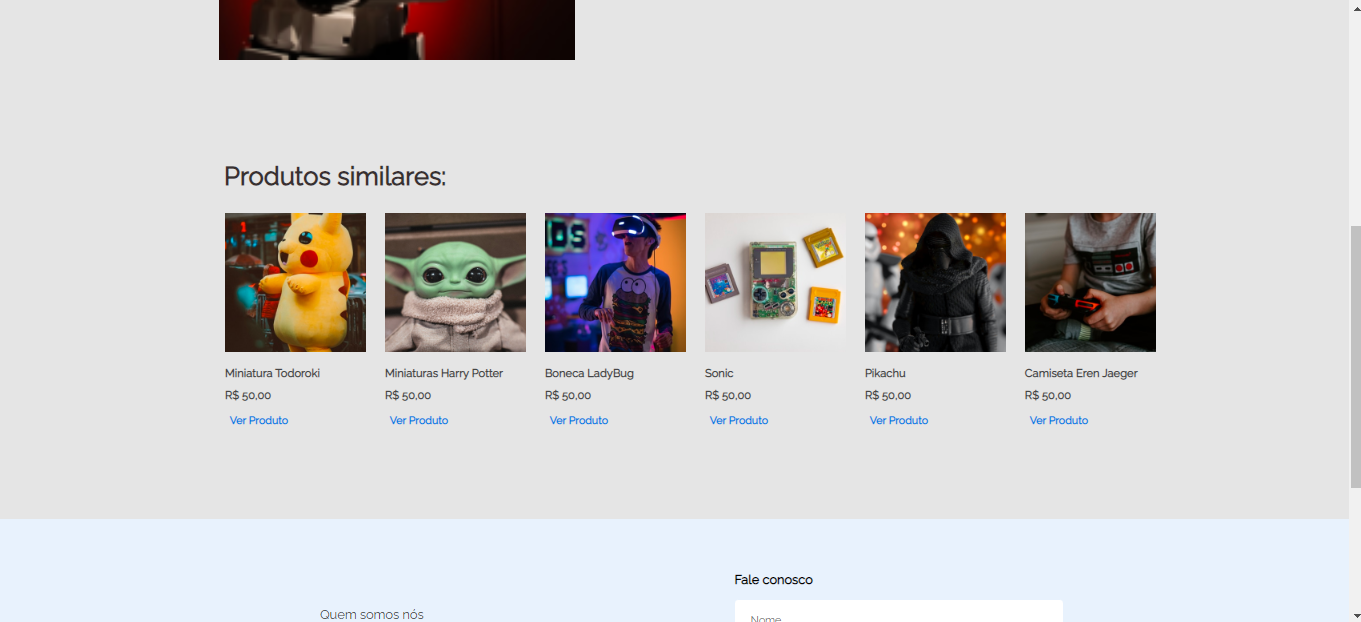 Produtos similares:
Miniatura Todoroki
R$ 50,00
Ver Produto
Miniaturas Harry Potter
R$ 50,00
Ver Produto
Boneca LadyBug
R$ 50,00
Ver Produto
Sonic
R$ 50,00
Ver Produto
Pikachu
R$ 50,00
Ver Produto
Camiseta Eren Jaeger
R$ 50,00
Ver Produto
Quem somos nós
Fale conosco
Nome